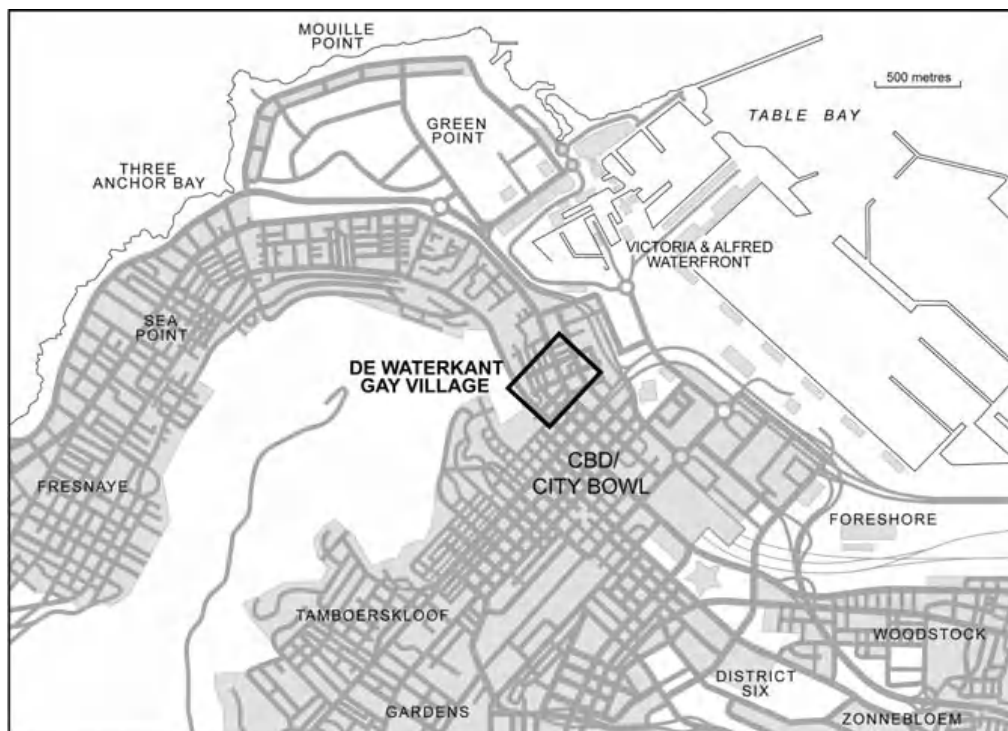 MOUILLE
POINT
500 metres
TABLE BAY
GREEN
POINT
THREE
ANCHOR BAY
VICTORIA & ALFRED
WATERFRONT
SEA
POINT
DE WATERKANT
GAY VILLAGE
CBD/
CITY BOWL
FRESNAYE
FORESHORE
TAMBOERSKLOOF
WOODSTOCK
DISTRICT
SIX
GARDENS
ZONNEBLOEM